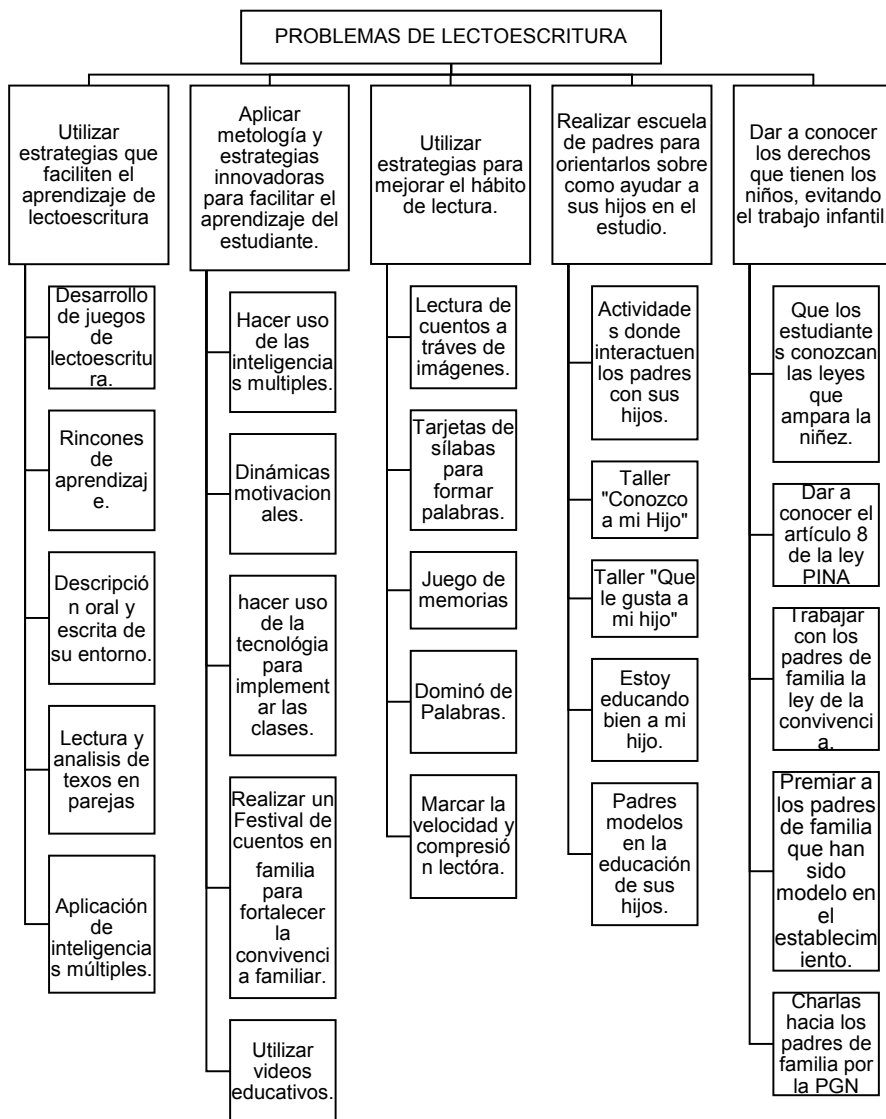 PROBLEMAS DE LECTOESCRITURA
Utilizar
estrategias que
faciliten el
aprendizaje de
lectoescritura
Desarrollo
de juegos
de
lectoescritu
ra.
Rincones
de
aprendizaj
e.
Descripció
n oral y
escrita de
su entorno.
Lectura y
analisis de
texos en
parejas
Aplicación
de
inteligencia
s múltiples.
Aplicar
metología y
estrategias
innovadoras
para facilitar el
aprendizaje del
estudiante.
Hacer uso
de las
inteligencia
s multiples.
Dinámicas
motivacion
ales.
hacer uso
de la
tecnológia
para
implement
ar las
clases.
Realizar un
Festival de
cuentos en
familia
para
fortalecer
la
convivenci
a familiar.
Utilizar
videos
educativos.
Utilizar
estrategias para
mejorar el hábito
de lectura.
Lectura de
cuentos a
tráves de
imágenes.
Tarjetas de
sílabas
para
formar
palabras.
Juego de
memorias
Dominó de
Palabras.
Marcar la
velocidad y
compresió
n lectóra.
Realizar escuela
de padres para
orientarlos sobre
como ayudar a
sus hijos en el
estudio.
Actividade
s donde
interactuen
los padres
con sus
hijos.
Taller
"Conozco
a mi Hijo"
Taller "Que
le gusta a
mi hijo"
Estoy
educando
bien a mi
hijo.
Padres
modelos
en la
educación
de sus
hijos.
Dar a conocer
los derechos
que tienen los
niños, evitando
el trabajo infantil
Que los
estudiante
s conozcan
las leyes
que
ampara la
niñez.
Dar a
conocer el
artículo 8
de la ley
PINA
Trabajar
con los
padres de
familia la
ley de la
convivenci
a.
Premiar a
los padres
de familia
que han
sido
modelo en
el
establecim
iento.
Charlas
hacia los
padres de
familia por
la PGN